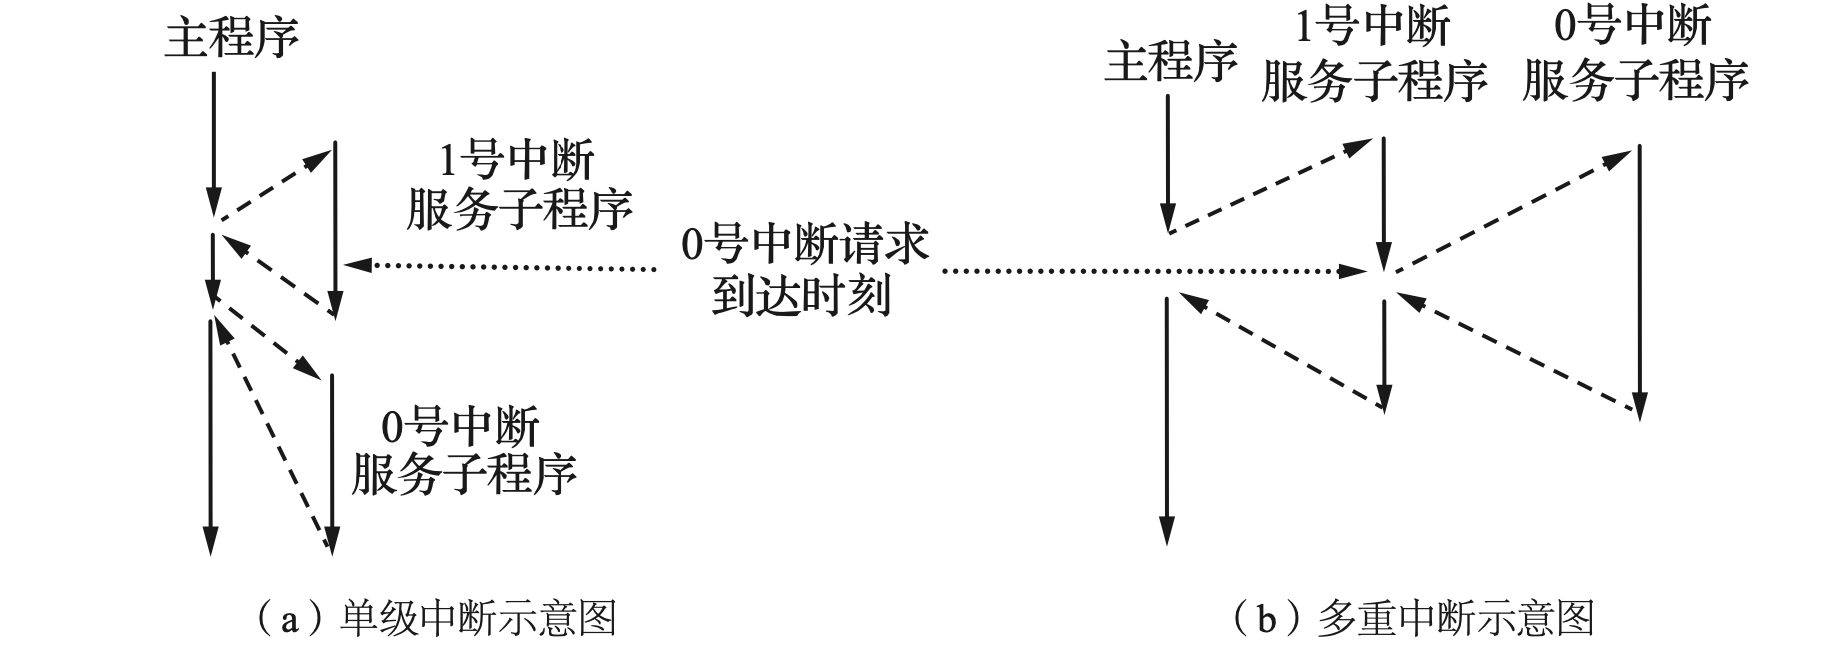 主程序
1号中断
服务子程序
0号中断
服务子程序
0号中断请求
到达时刻
主程序
1号中断
服务子程序
0号中断
服务子程序
（a）单级中断示意图
（b）多重中断示意图